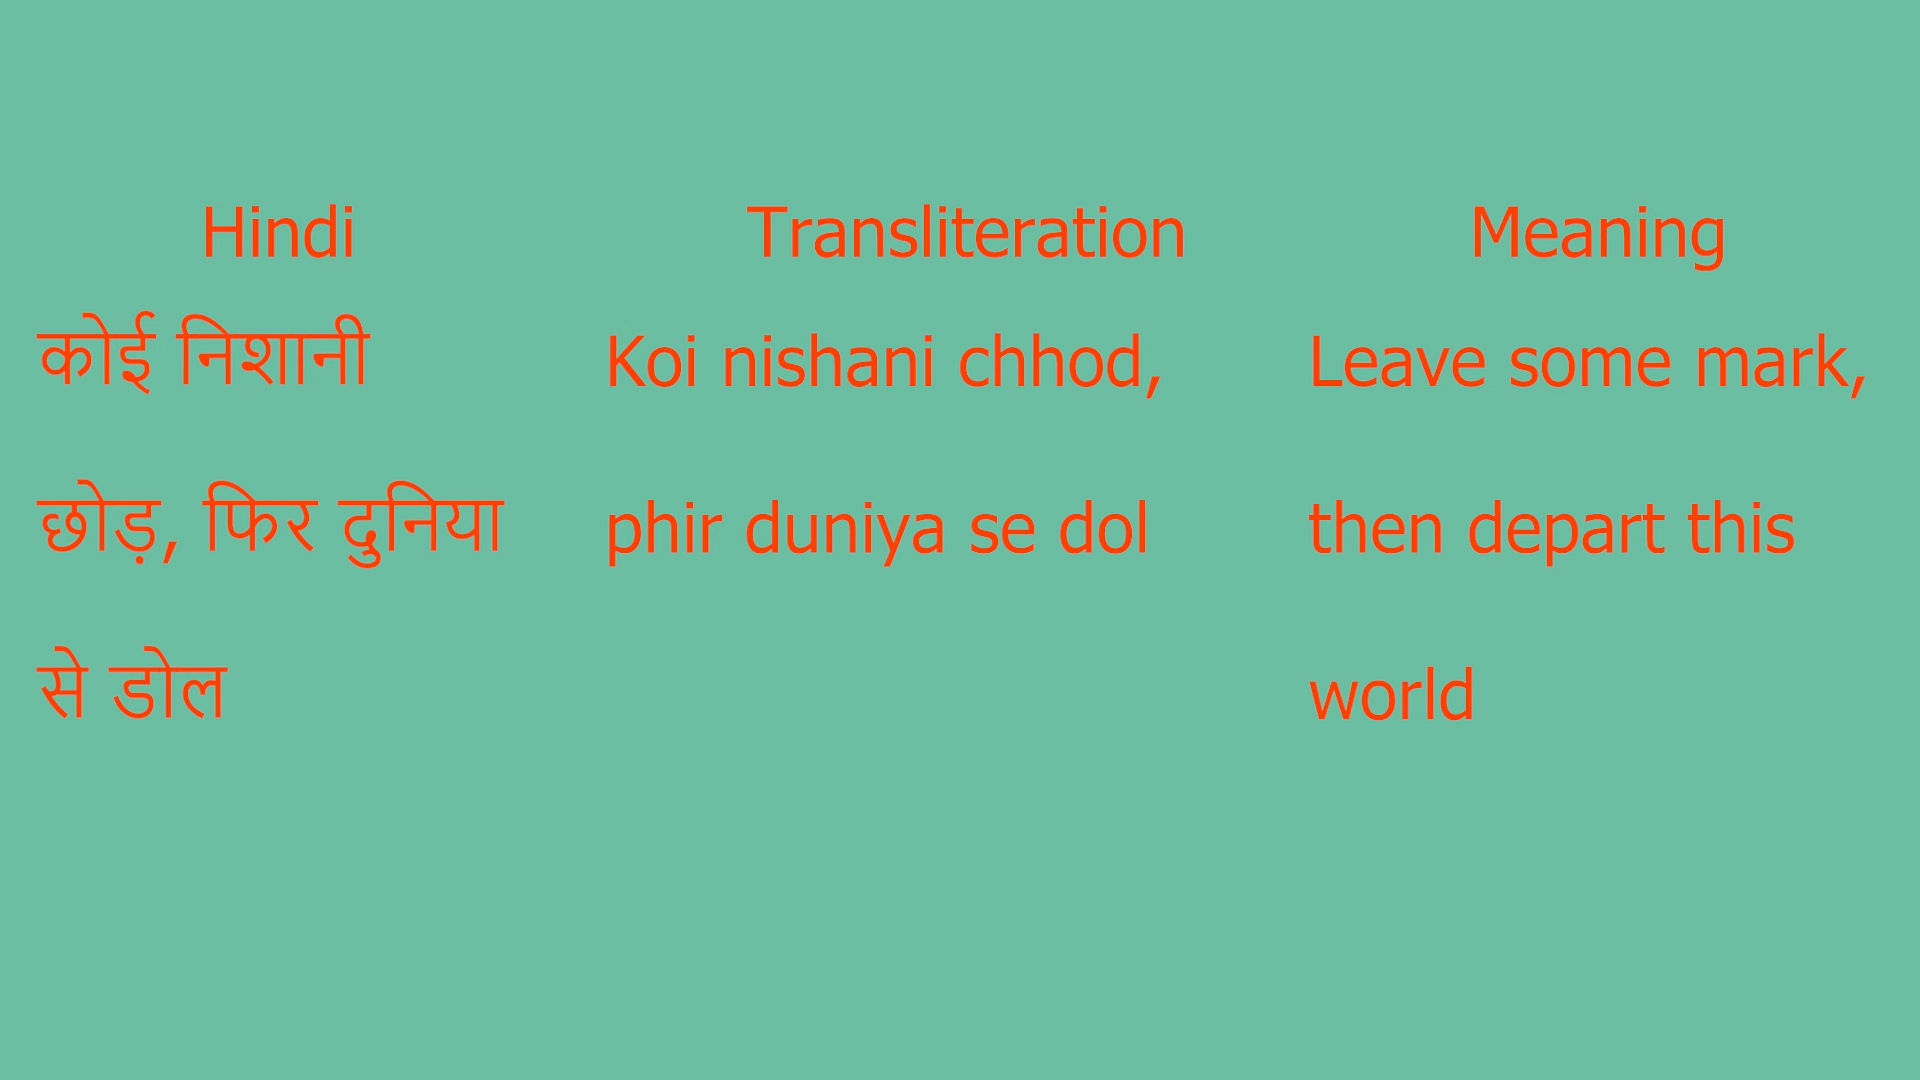 Hindi Transliteration Meaning
कोई निशानी Koi nishani chhod, Leave some mark,
छोड़, फिर दुनिया phir duniya se dol then depart this
से डोल world